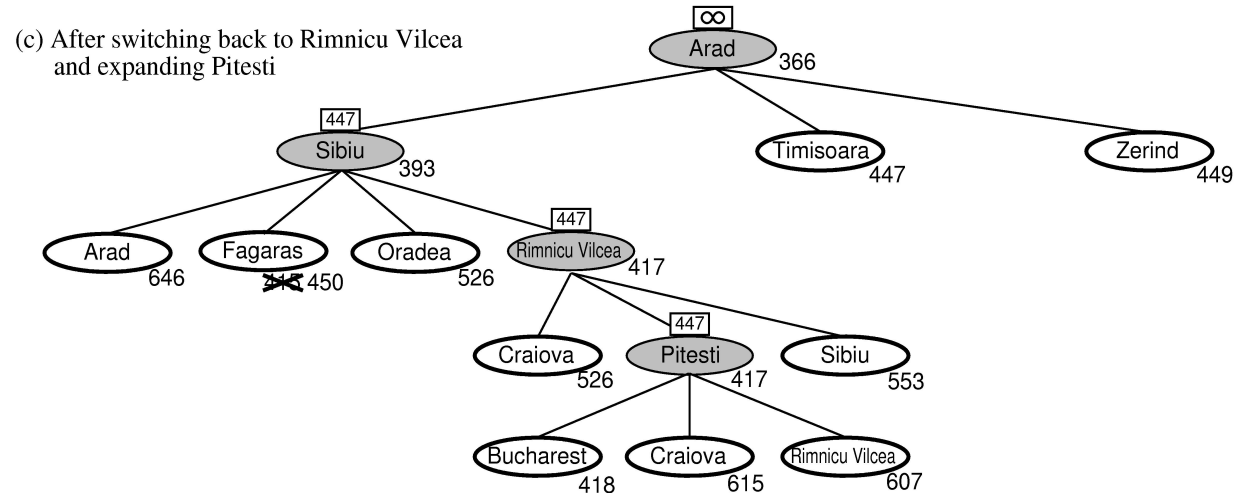 (c) After switching back to Rimnicu Vilcea
and expanding Pitesti
∞
Arad
366
447
Sibiu
393
Timisoara
447
Zerind
449
Arad
646
Fagaras
415 450
Oradea
526
447
Rimnicu Vilcea
417
Craiova
526
447
Pitesti
417
Sibiu
553
Bucharest
418
Craiova
615
Rimnicu Vilcea
607